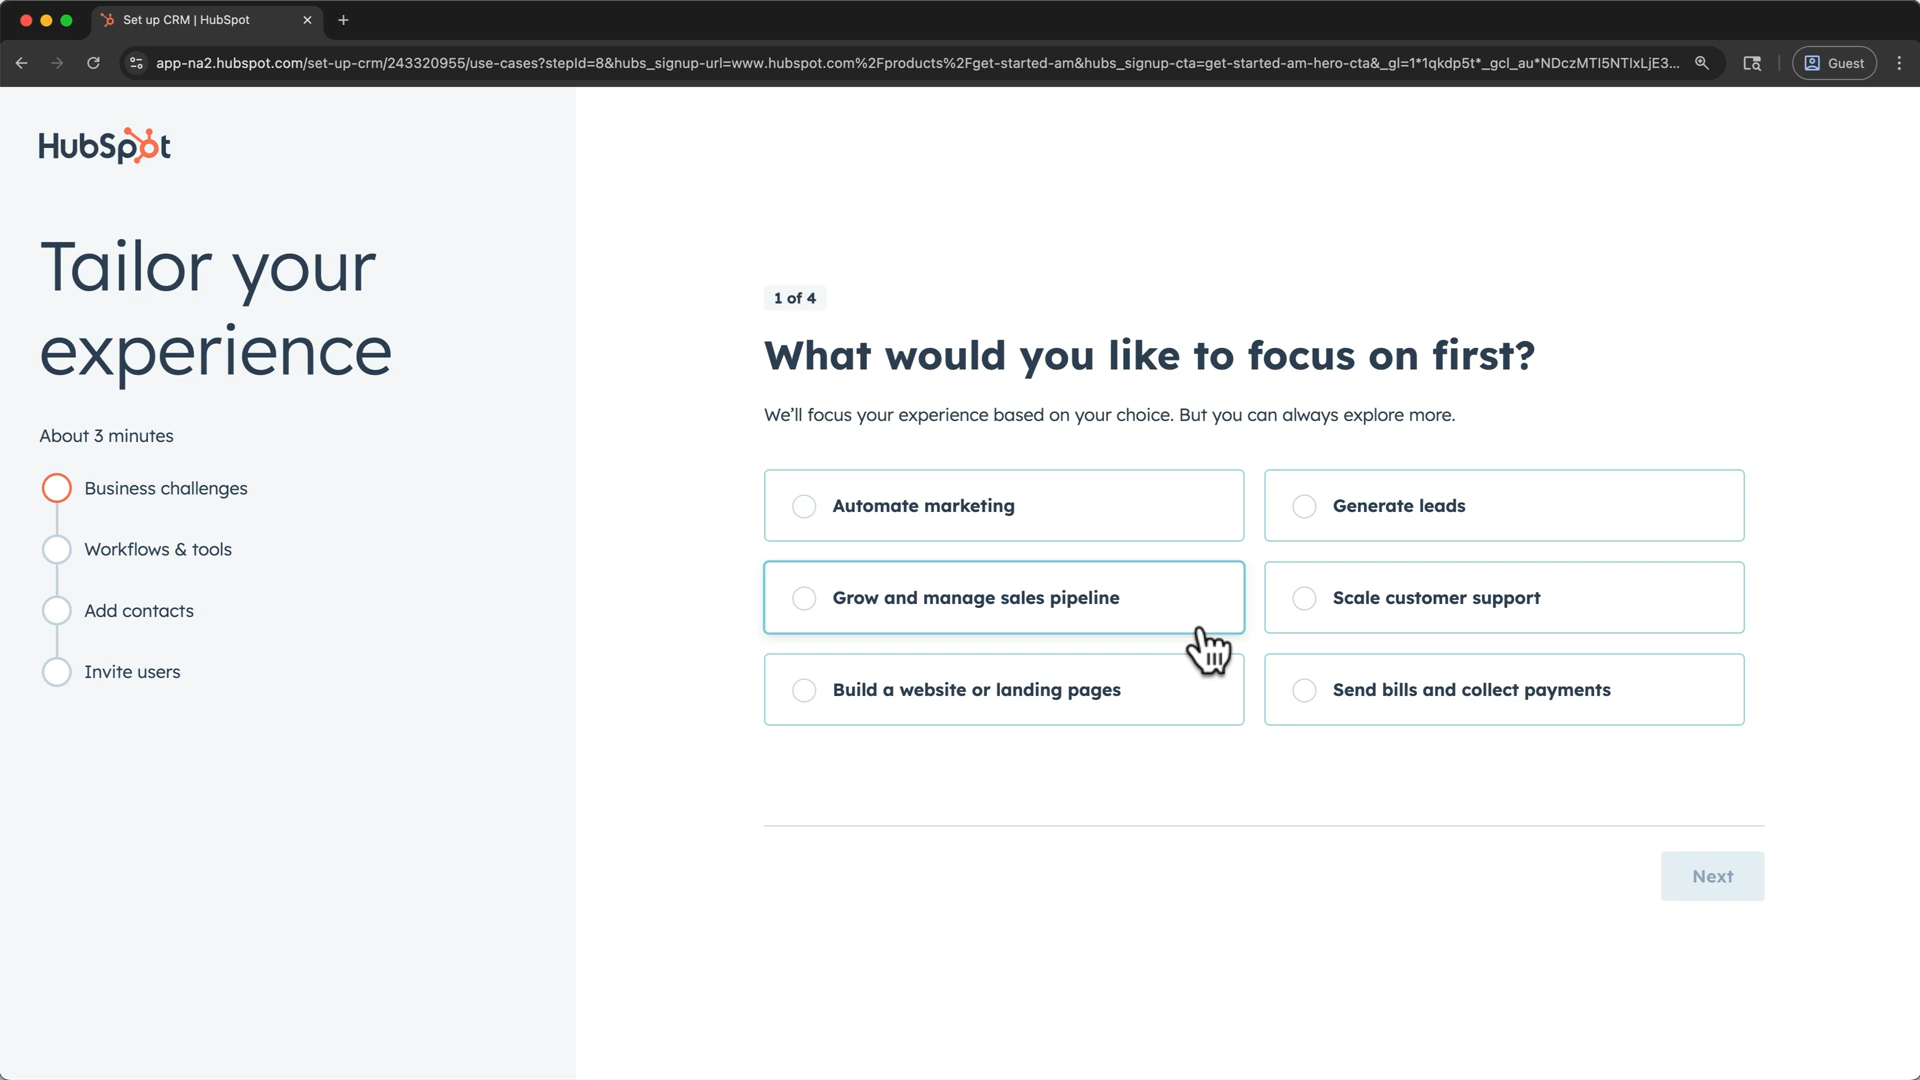 Set up CRM | HubSpot
app-na2.hubspot.com/set-up-crm/243320955/use-cases?stepId=8&hubs_signup-url=www.hubspot.com%2Fproducts%2Fget-started-am&hubs_signup-cta=get-started-am-hero-cta&_gl=1*1qkdp5t*_gcl_au*NDczMTI5NTIxLjE3...
Guest
HubSpot
Tailor your
experience
About 3 minutes
Business challenges
Workflows & tools
Add contacts
Invite users
1 of 4
What would you like to focus on first?
We'll focus your experience based on your choice. But you can always explore more.
Automate marketing
Generate leads
Grow and manage sales pipeline
Scale customer support
Build a website or landing pages
Send bills and collect payments
Next